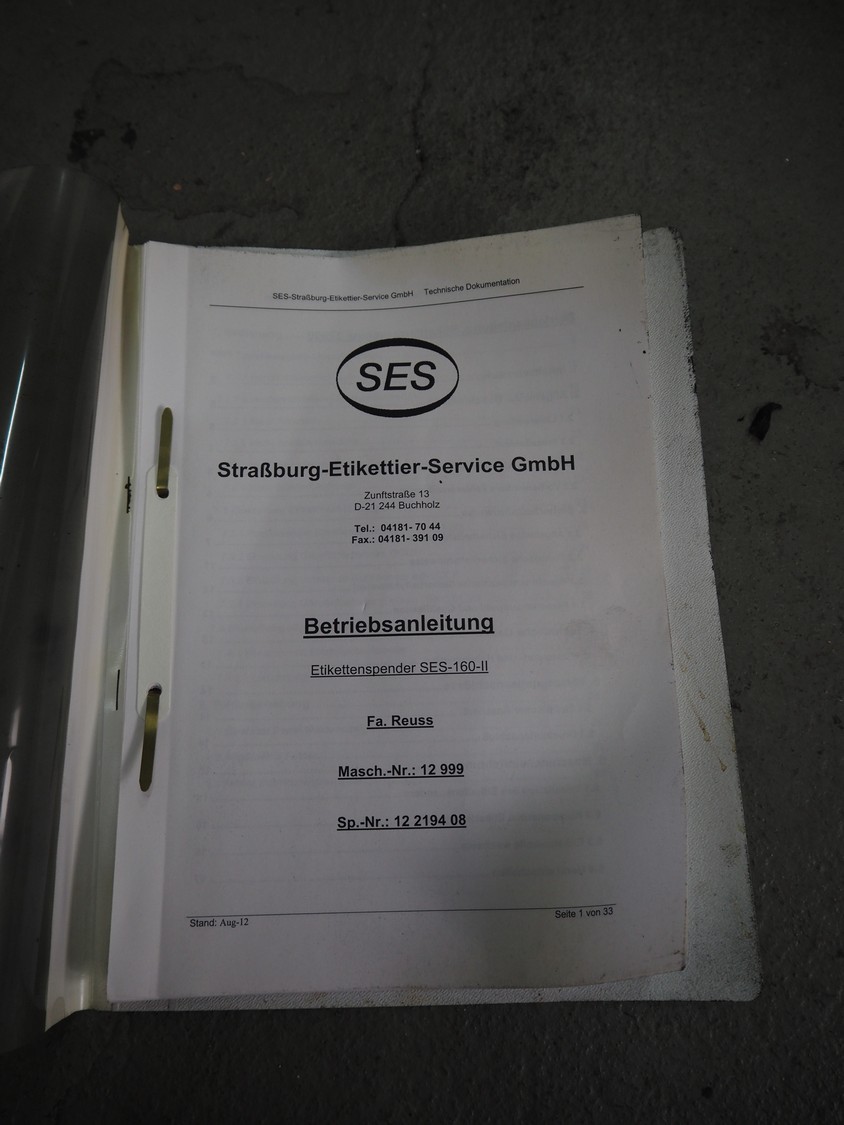 SES-Straßburg-Etikettier-Service GmbH Technische Dokumentation
SES
Straßburg-Etikettier-Service GmbH
Zunftstraße 13
D-21 244 Buchholz
Tel.: 04181- 70 44
Fax.: 04181- 391 09
Betriebsanleitung
Etikettenspender SES-160-II
Fa. Reuss
Masch.-Nr.: 12 999
Sp.-Nr.: 12 2194 08
Stand: Aug-12
Seite 1 von 33